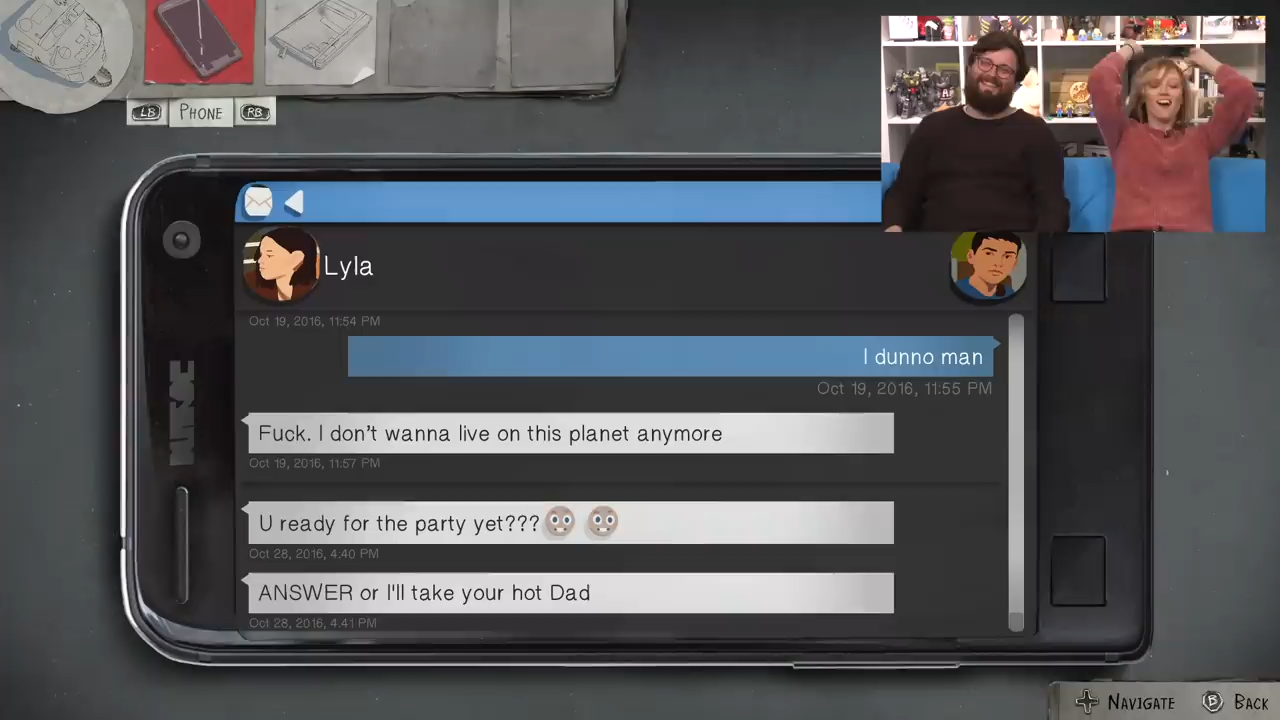 LB PHONE RB
Lyla
Oct 19, 2016, 11:54 PM
I dunno man
Oct 19, 2016, 11:55 PM
Fuck. I don't wanna live on this planet anymore
Oct 19, 2016, 11:57 PM
U ready for the party yet???
Oct 28, 2016, 4:40 PM
ANSWER or I'll take your hot Dad
Oct 28, 2016, 4:41 PM
NAVIGATE B BACK